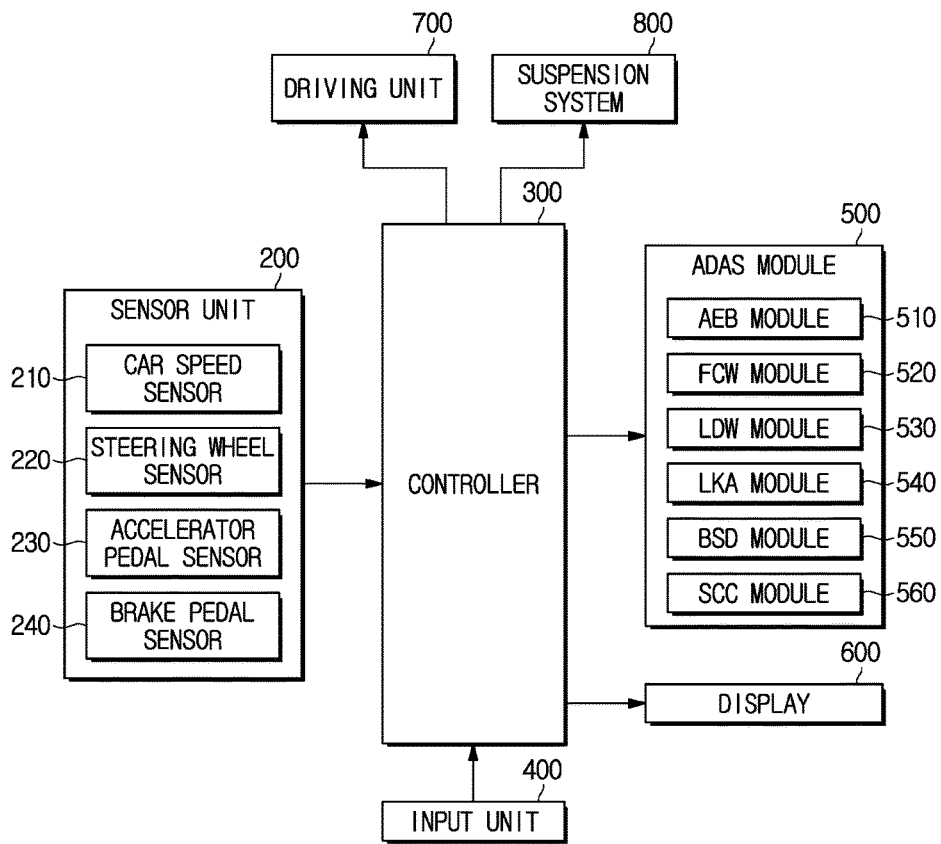 700
DRIVING UNIT
800
SUSPENSION
SYSTEM
300
CONTROLLER
200
SENSOR UNIT
210
CAR SPEED
SENSOR
220
STEERING WHEEL
SENSOR
230
ACCELERATOR
PEDAL SENSOR
240
BRAKE PEDAL
SENSOR
500
ADAS MODULE
AEB MODULE
510
FCW MODULE
520
LDW MODULE
530
LKA MODULE
540
BSD MODULE
550
SCC MODULE
560
600
DISPLAY
400
INPUT UNIT